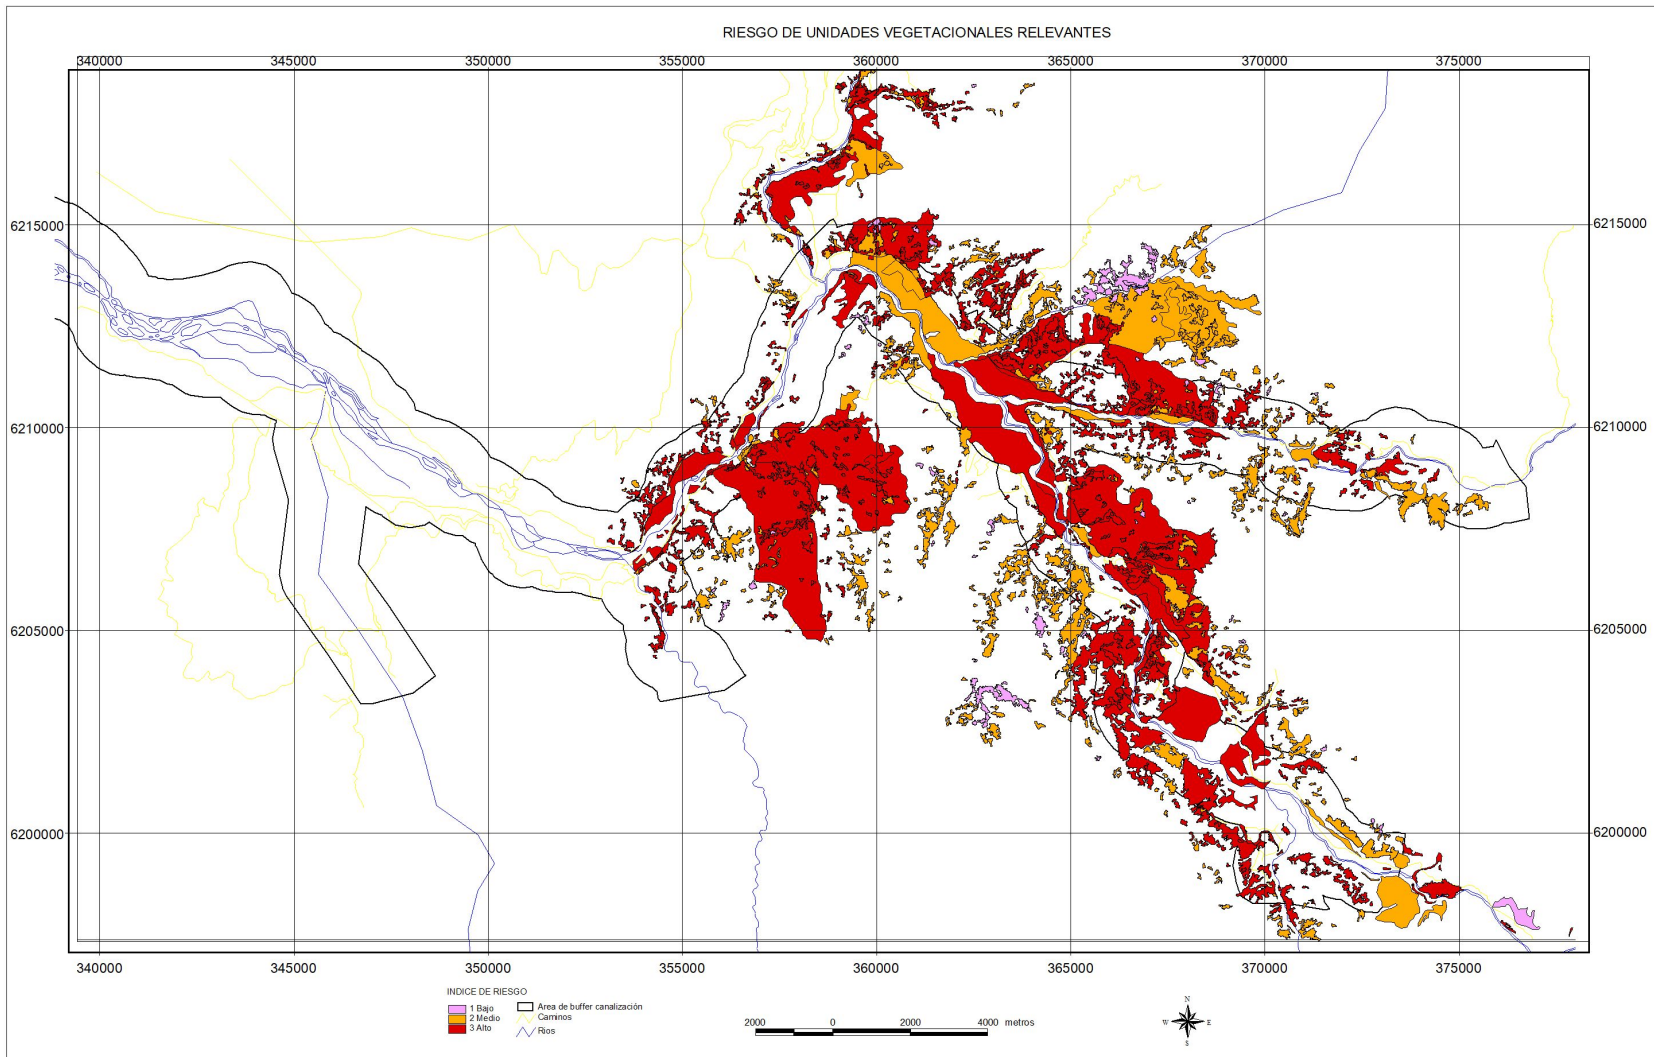 RIESGO DE UNIDADES VEGETACIONALES RELEVANTES
340000 345000 350000 355000 360000 365000 370000 375000
6215000 6215000
6210000 6210000
6205000 6205000
6200000 6200000
340000 345000 350000 355000 360000 365000 370000 375000
INDICE DE RIESGO
1 Bajo
2 Medio
3 Alto
Area de buffer canalización
Caminos
Rios
2000 0 2000 4000 metros
N
W E
S